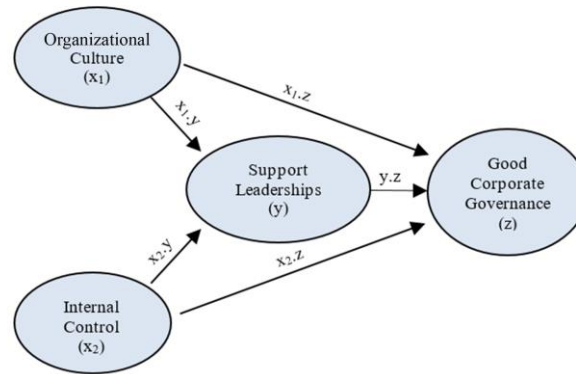 Organizational
Culture
(x₁)
x₁.y
x₁.z
Support
Leaderships
(y)
y.z
Good
Corporate
Governance
(z)
x₂.y
x₂.z
Internal
Control
(x₂)